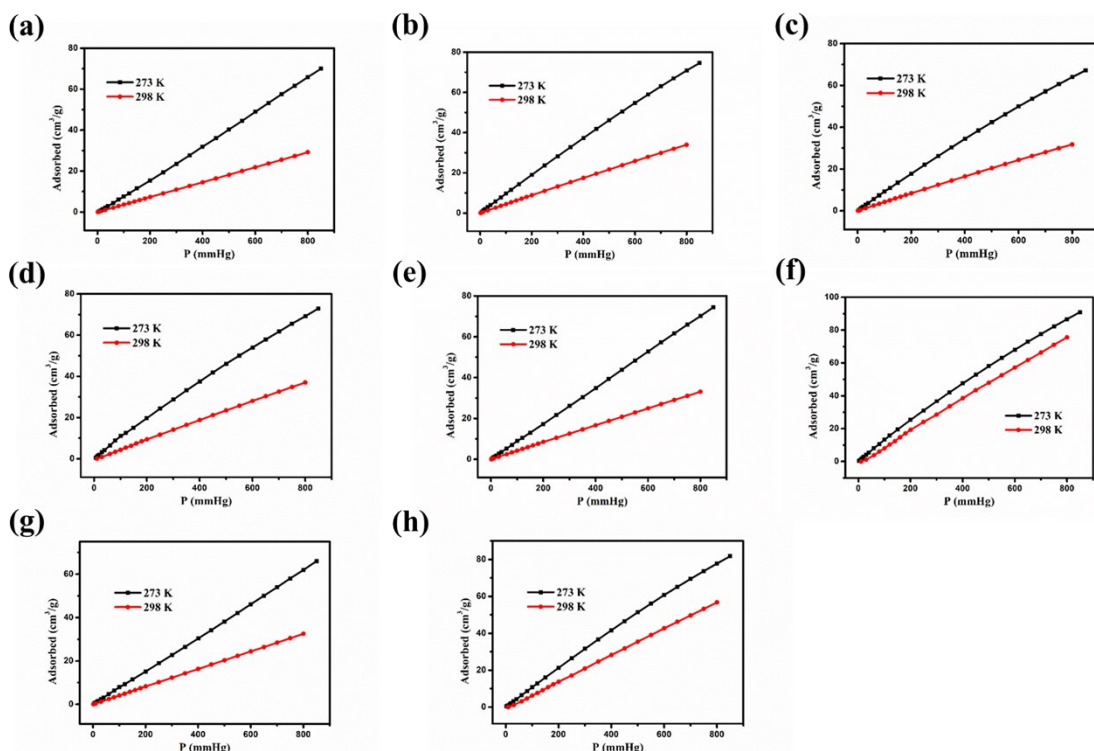 (a)
80
60
40
20
0
Adsorbed (cm³/g)
273 K
298 K
0 200 400 600 800
P (mmHg)
(b)
80
60
40
20
0
Adsorbed (cm³/g)
273 K
298 K
0 200 400 600 800
P (mmHg)
(c)
80
60
40
20
0
Adsorbed (cm³/g)
273 K
298 K
0 200 400 600 800
P (mmHg)
(d)
80
60
40
20
0
Adsorbed (cm³/g)
273 K
298 K
0 200 400 600 800
P (mmHg)
(e)
80
60
40
20
0
Adsorbed (cm³/g)
273 K
298 K
0 200 400 600 800
P (mmHg)
(f)
100
80
60
40
20
0
Adsorbed (cm³/g)
273 K
298 K
0 200 400 600 800
P (mmHg)
(g)
60
40
20
0
Adsorbed (cm³/g)
273 K
298 K
0 200 400 600 800
P (mmHg)
(h)
80
60
40
20
0
Adsorbed (cm³/g)
273 K
298 K
0 200 400 600 800
P (mmHg)